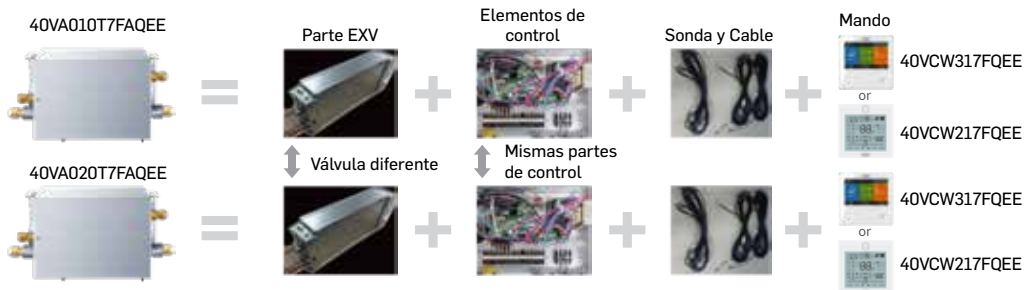 40VA010T7FAQEE
Parte EXV
Elementos de
control
Sonda y Cable
Mando
40VCW317FQEE
or
40VCW217FQEE
Válvula diferente
Mismas partes
de control
40VA020T7FAQEE
40VCW317FQEE
or
40VCW217FQEE